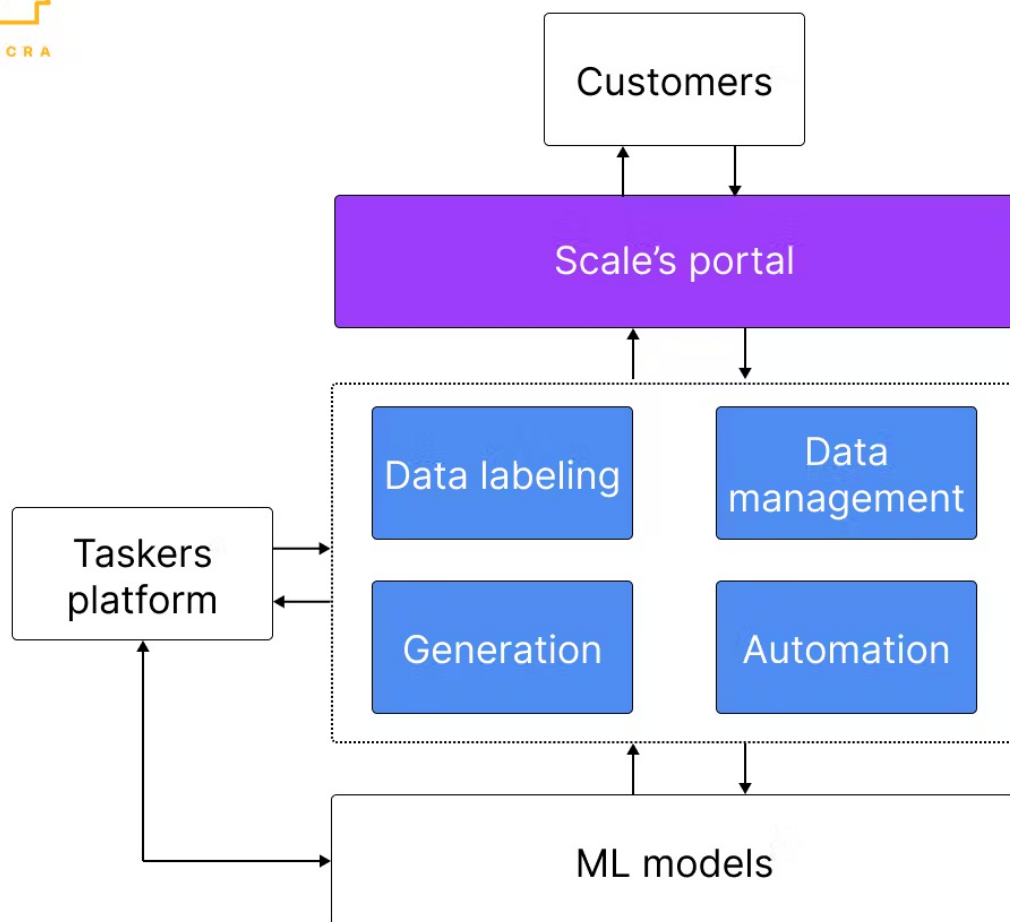 CRA
Customers
Scale’s portal
Data labeling
Data
management
Taskers
platform
Generation
Automation
ML models